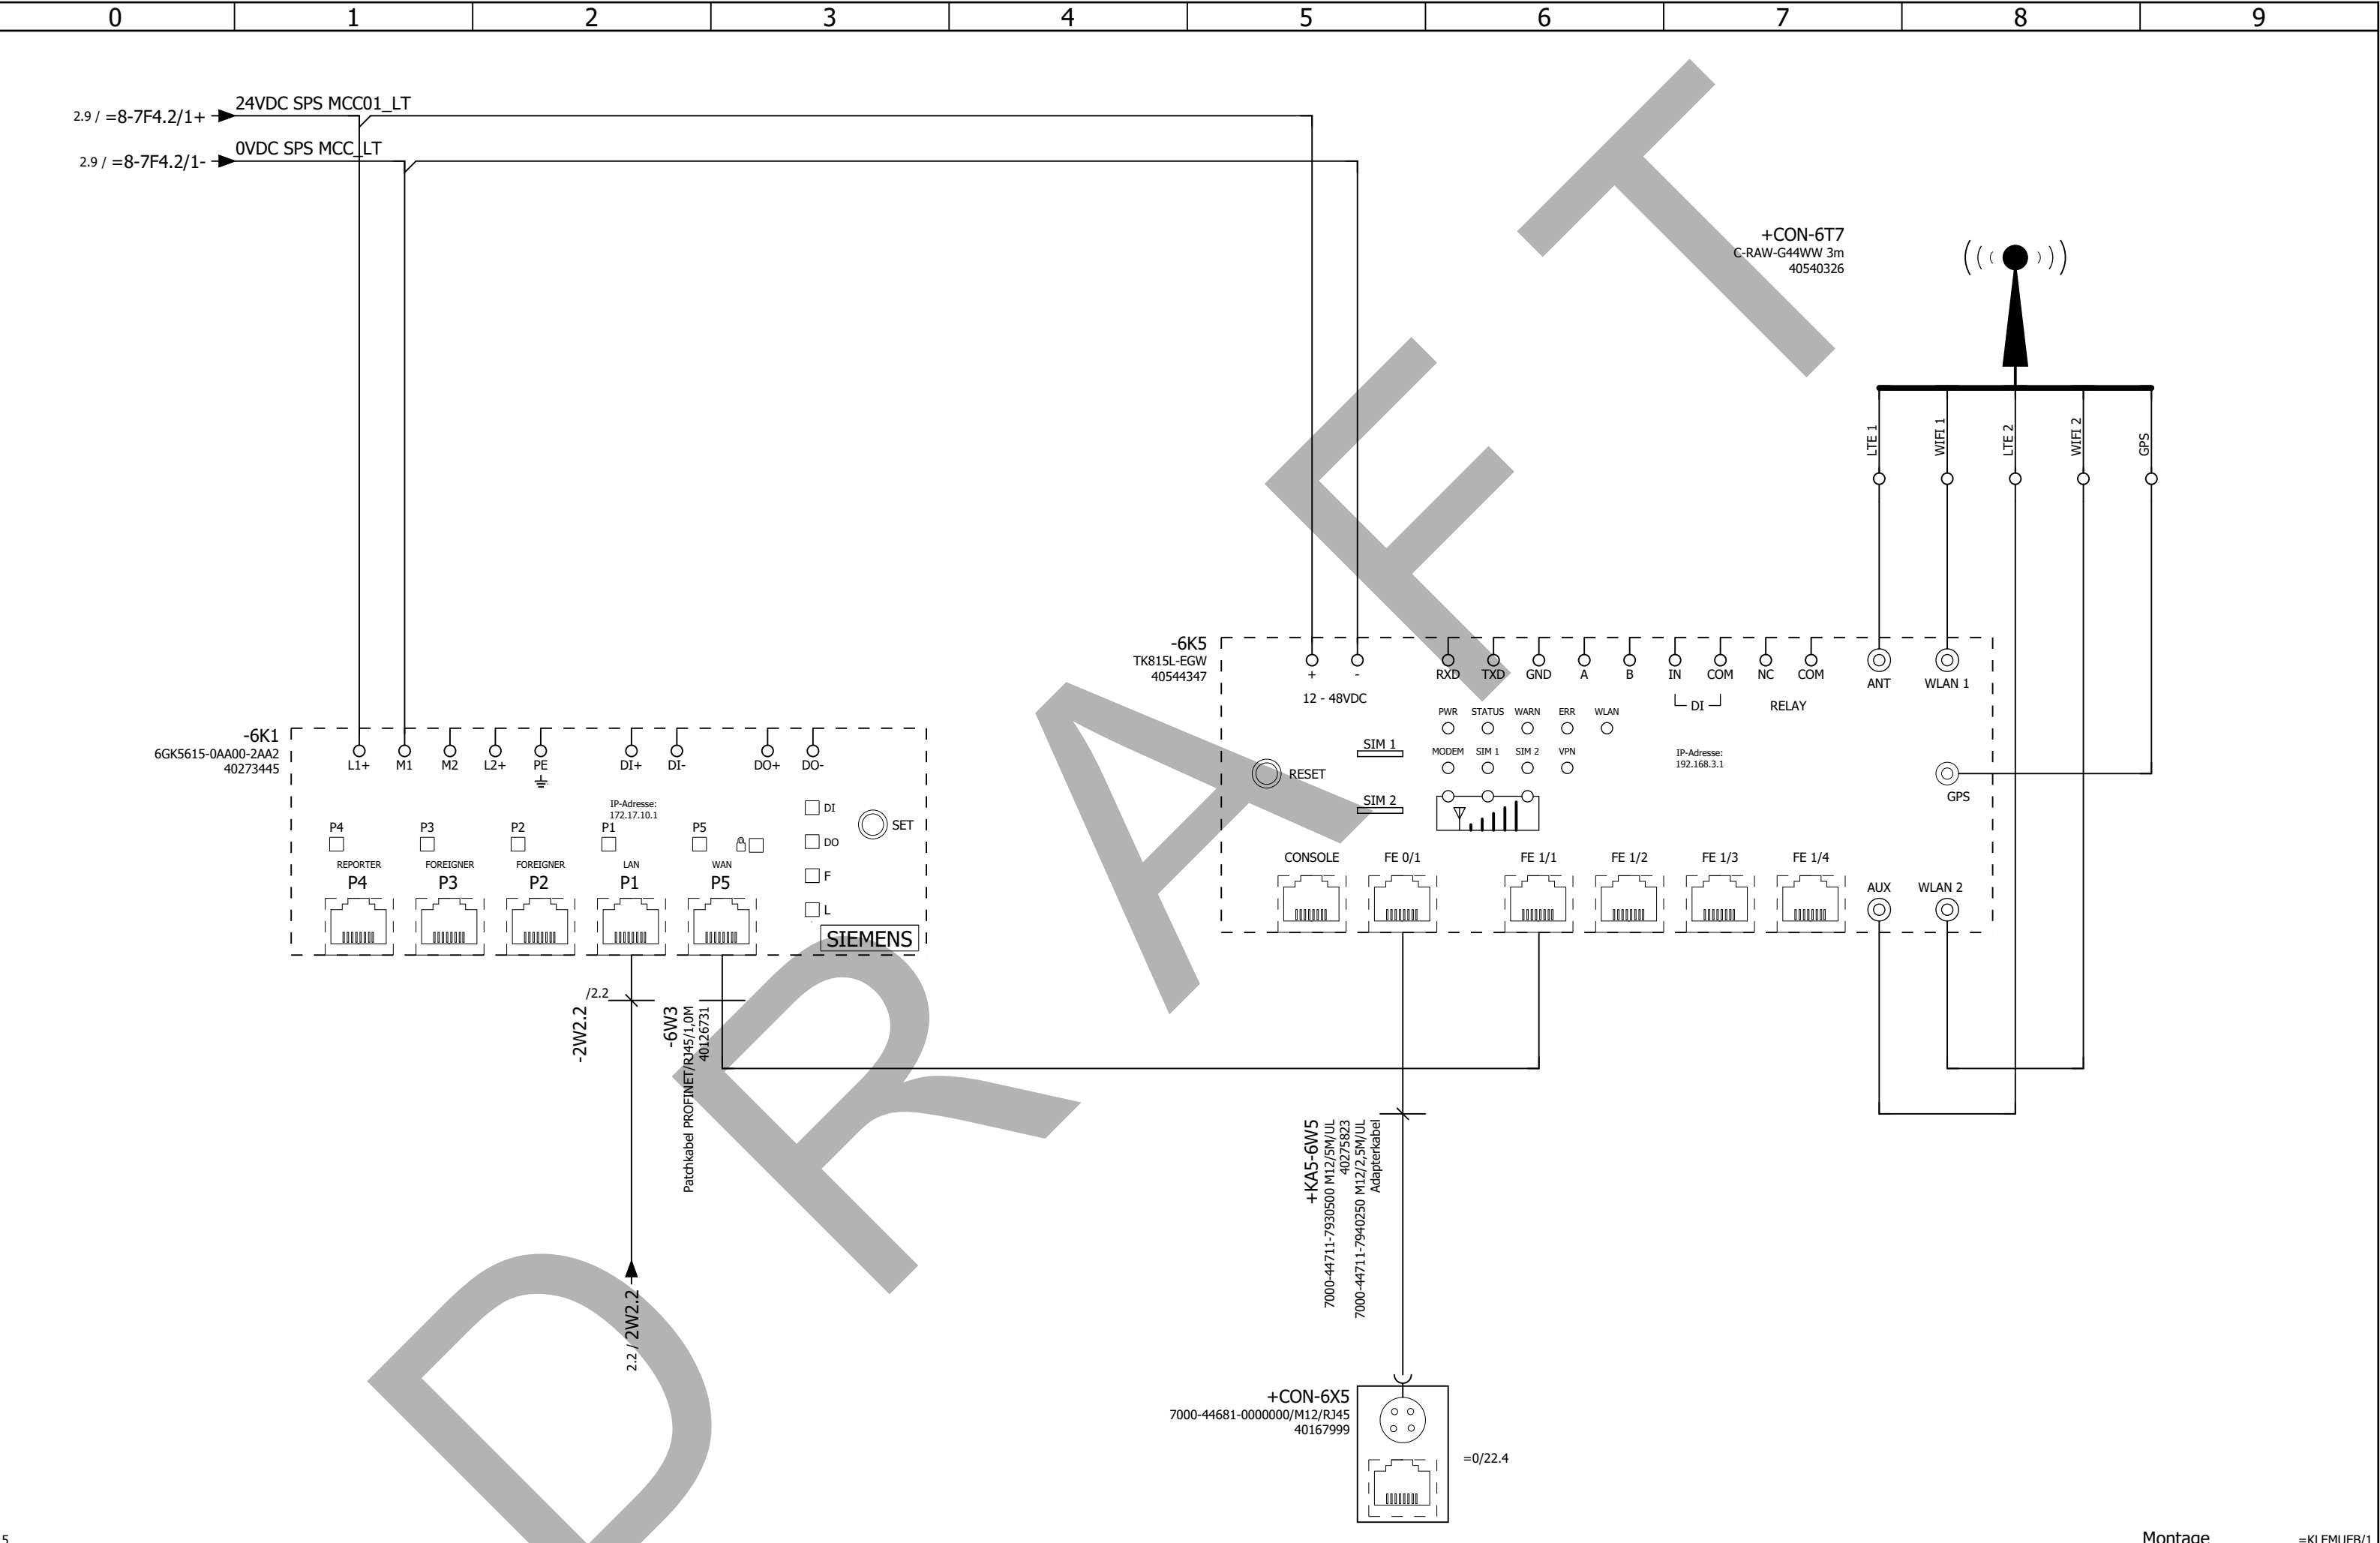 0 1 2 3 4 5 6 7 8 9
24VDC SPS MCC01_LT
2.9 / =8-7F4.2/1+
0VDC SPS MCC_LT
2.9 / =8-7F4.2/1-
+CON-6T7
C-RAW-G44WW 3m
40540326
LTE 1
WIFI 1
LTE 2
WIFI 2
GPS
-6K5
TK815L-EGW
40544347
+ - RXD TXD GND A B IN COM NC COM
12 - 48VDC
DI
RELAY
ANT WLAN 1
PWR STATUS WARN ERR WLAN
MODEM SIM 1 SIM 2 VPN
SIM 1
RESET
SIM 2
IP-Adresse:
192.168.3.1
GPS
CONSOLE FE 0/1 FE 1/1 FE 1/2 FE 1/3 FE 1/4
AUX WLAN 2
-6K1
6GK5615-0AA00-2AA2
40273445
L1+ M1 M2 L2+ PE DI+ DI- DO+ DO-
IP-Adresse:
172.17.10.1
P4 P3 P2 P1 P5
DI
DO
F
L
SET
REPORTER FOREIGNER FOREIGNER LAN WAN
P4 P3 P2 P1 P5
SIEMENS
/2.2
-2W2.2
-6W3
Patchkabel PROFINET/RJ45/1,0M
40126731
2.2 / 2W2.2
+KA5-6W5
7000-44711-7930500 M12/5M/UL
40275823
7000-44711-7940250 M12/2,5M/UL
Adapterkabel
+CON-6X5
7000-44681-0000000/M12/RJ45
40167999
=0/22.4
DRAFT
5
Montage